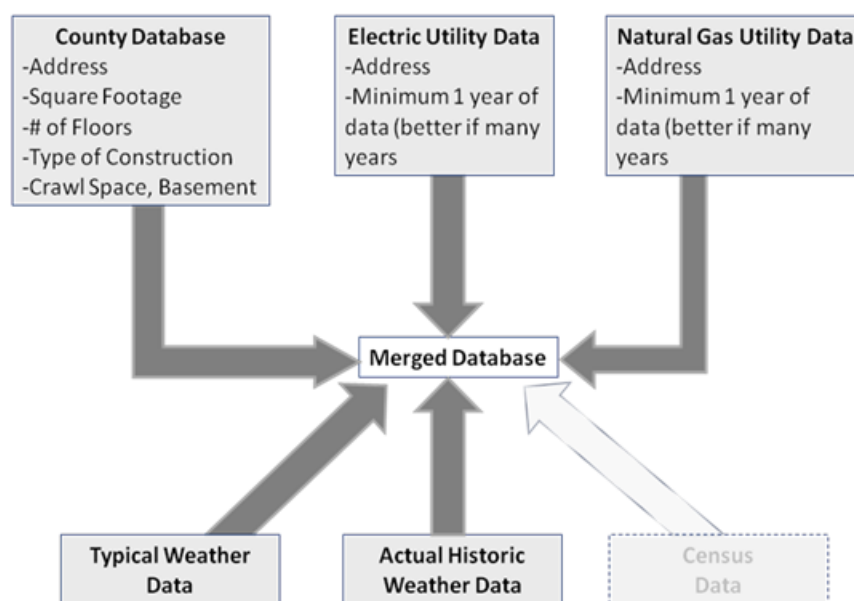 County Database
-Address
-Square Footage
-# of Floors
-Type of Construction
-Crawl Space, Basement
Electric Utility Data
-Address
-Minimum 1 year of
data (better if many
years
Natural Gas Utility Data
-Address
-Minimum 1 year of
data (better if many
years
Merged Database
Typical Weather
Data
Actual Historic
Weather Data
Census
Data